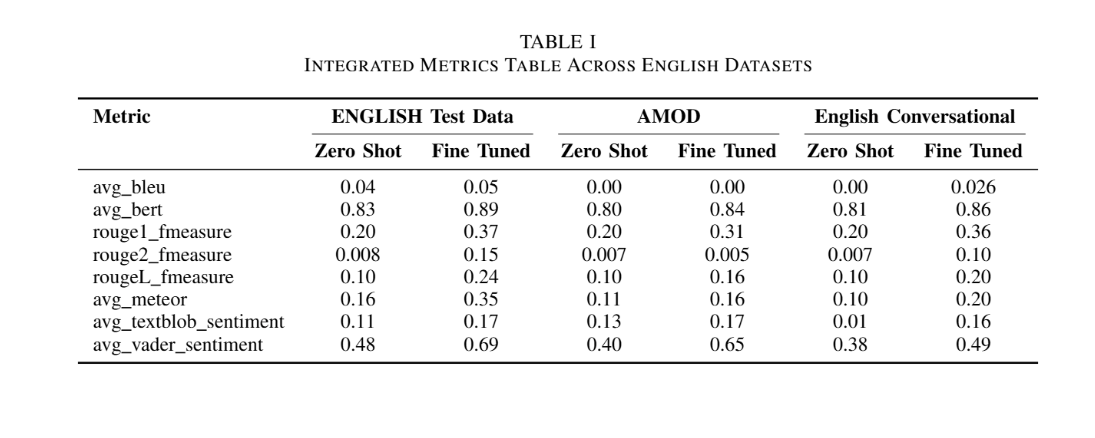 TABLE I
INTEGRATED METRICS TABLE ACROSS ENGLISH DATASETS
Metric ENGLISH Test Data AMOD English Conversational
Zero Shot Fine Tuned Zero Shot Fine Tuned Zero Shot Fine Tuned
avg_bleu 0.04 0.05 0.00 0.00 0.00 0.026
avg_bert 0.83 0.89 0.80 0.84 0.81 0.86
rouge1_fmeasure 0.20 0.37 0.20 0.31 0.20 0.36
rouge2_fmeasure 0.008 0.15 0.007 0.005 0.007 0.10
rougeL_fmeasure 0.10 0.24 0.10 0.16 0.10 0.20
avg_meteor 0.16 0.35 0.11 0.16 0.10 0.20
avg_textblob_sentiment 0.11 0.17 0.13 0.17 0.01 0.16
avg_vader_sentiment 0.48 0.69 0.40 0.65 0.38 0.49